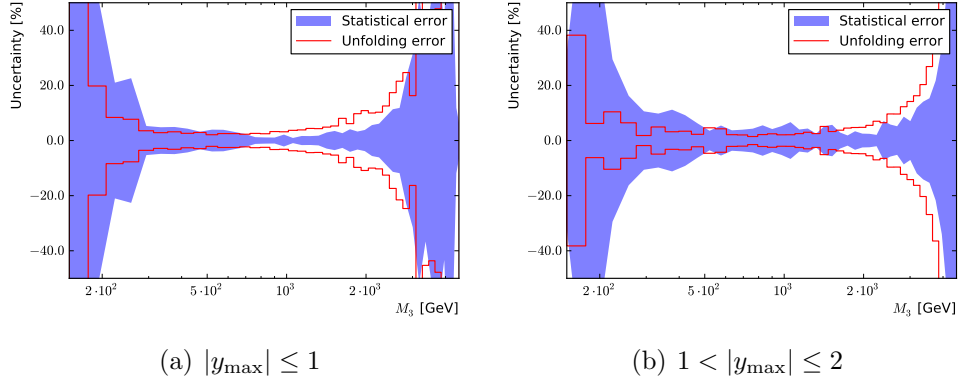 Uncertainty [%]
40.0
20.0
0.0
−20.0
−40.0
Statistical error
Unfolding error
2·10²
5·10²
10³
2·10³
M₃ [GeV]
(a) |y_max| ≤ 1
Uncertainty [%]
40.0
20.0
0.0
−20.0
−40.0
Statistical error
Unfolding error
2·10²
5·10²
10³
2·10³
M₃ [GeV]
(b) 1 < |y_max| ≤ 2